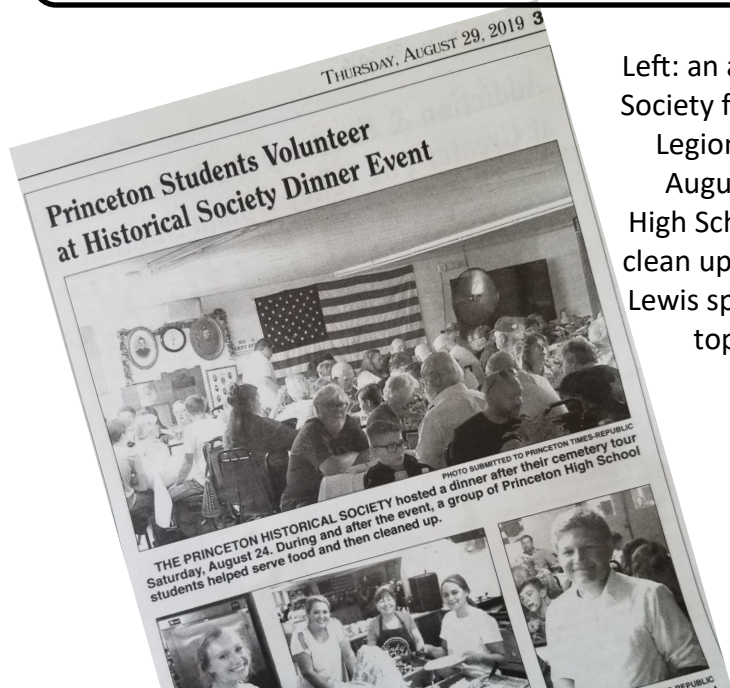 THURSDAY, AUGUST 29, 2019 3
Princeton Students Volunteer
at Historical Society Dinner Event
PHOTO SUBMITTED TO PRINCETON TIMES-REPUBLIC
THE PRINCETON HISTORICAL SOCIETY hosted a dinner after their cemetery tour
Saturday, August 24. During and after the event, a group of Princeton High School
students helped serve food and then cleaned up.
Left: an a
Society f
Legion
Augu
High Sch
clean up
Lewis sp
top
REPUBLIC